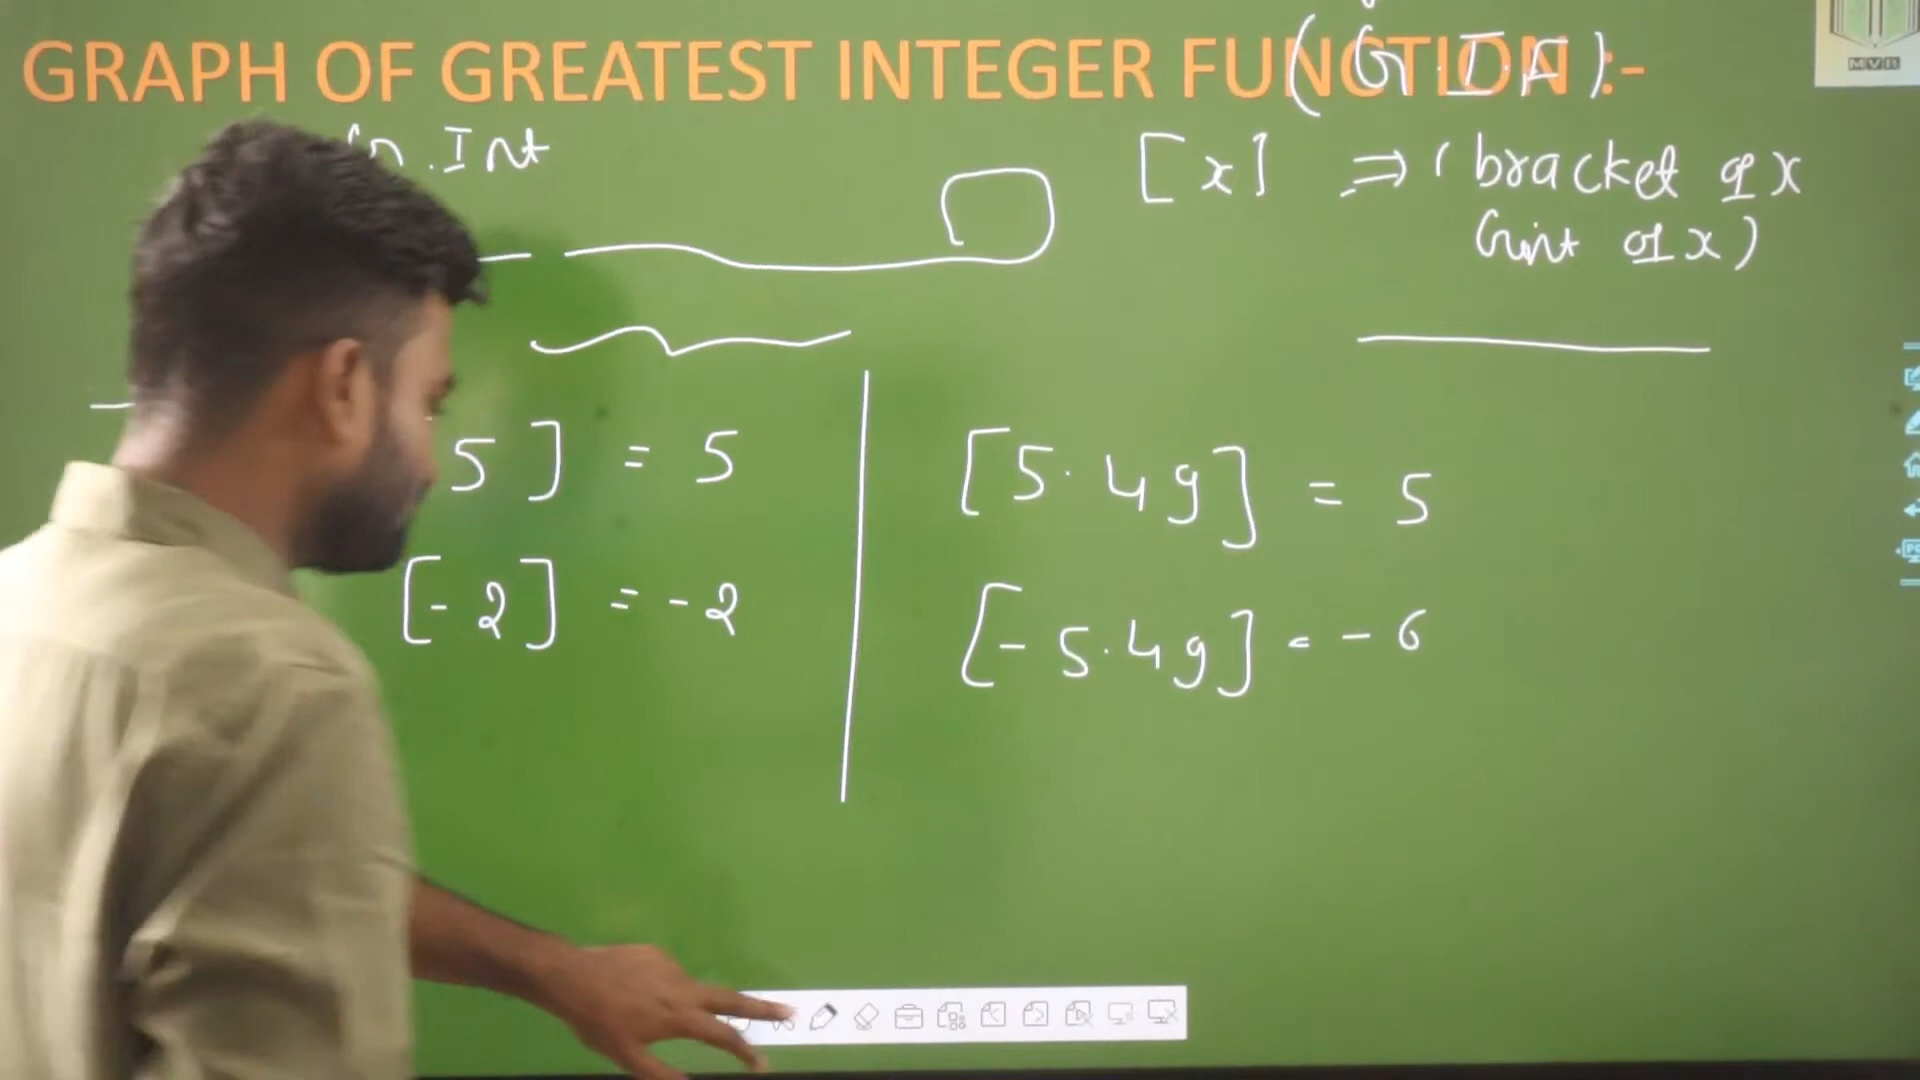 GRAPH OF GREATEST INTEGER FUNCTION :-
(G.I.F)
G.Int
[x] ⇒ (bracket of x
Gint of x)
5] = 5
[-2] = -2
[5.49] = 5
[-5.49] = -6
MVR